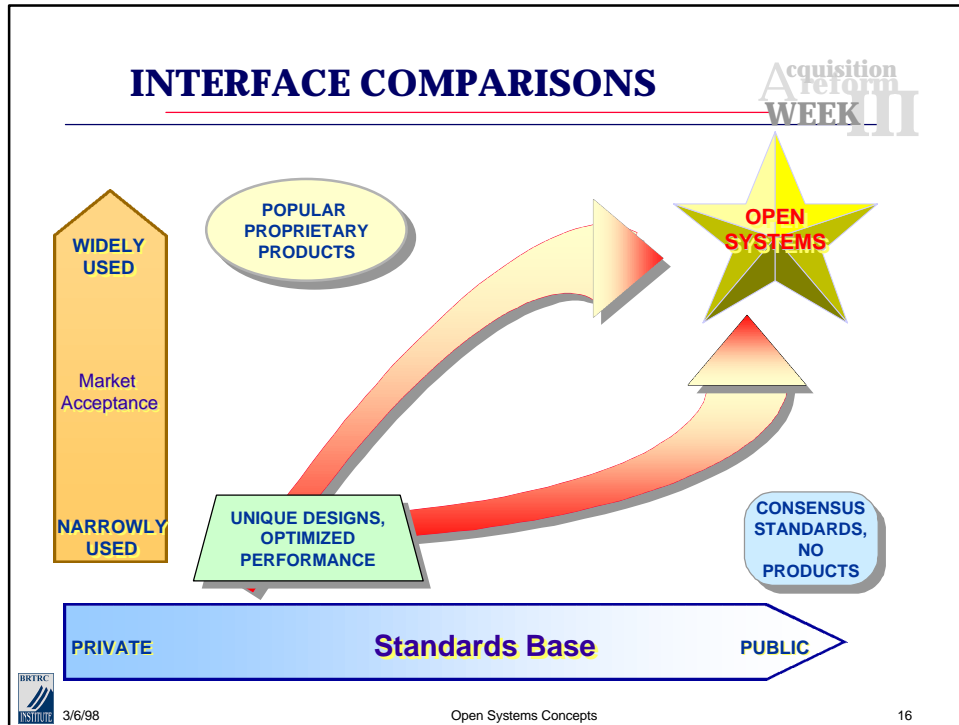 INTERFACE COMPARISONS
Acquisition
reform
WEEK III
POPULAR
PROPRIETARY
PRODUCTS
OPEN
SYSTEMS
WIDELY
USED
Market
Acceptance
NARROWLY
USED
UNIQUE DESIGNS,
OPTIMIZED
PERFORMANCE
CONSENSUS
STANDARDS,
NO
PRODUCTS
PRIVATE
Standards Base
PUBLIC
BRTRC
INSTITUTE
3/6/98
Open Systems Concepts
16